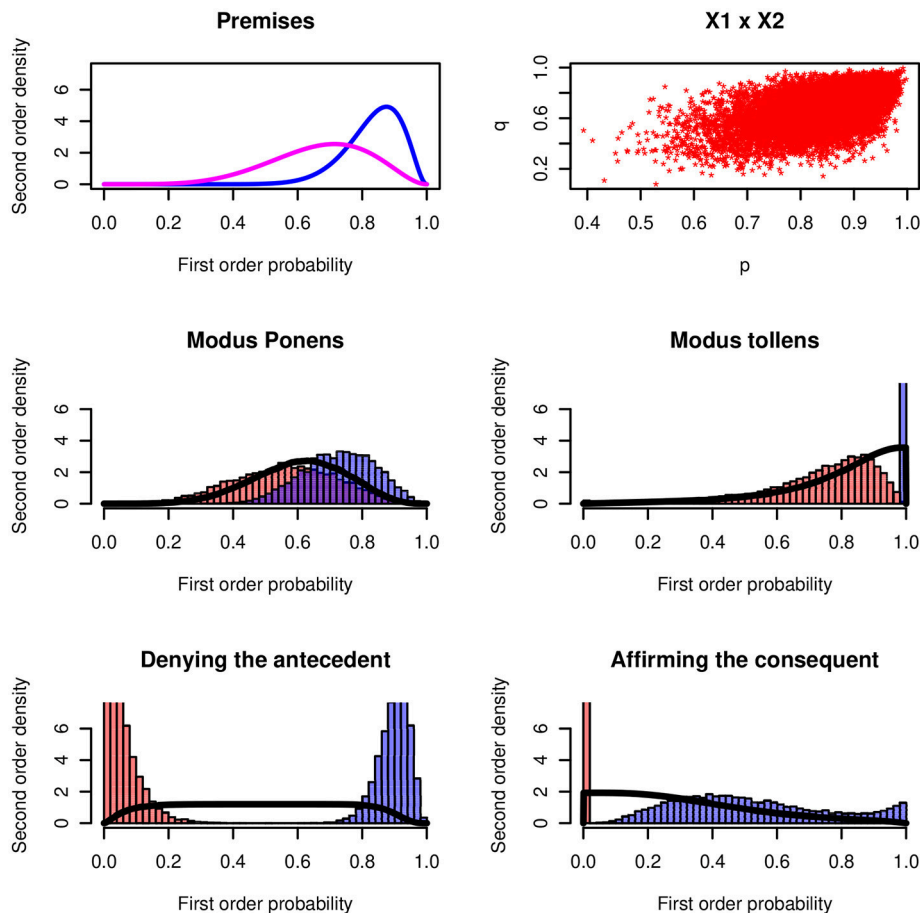 Premises
Second order density
6
4
2
0
0.0 0.2 0.4 0.6 0.8 1.0
First order probability
X1 x X2
q
1.0
0.6
0.2
0.4 0.5 0.6 0.7 0.8 0.9 1.0
p
Modus Ponens
Second order density
6
4
2
0
0.0 0.2 0.4 0.6 0.8 1.0
First order probability
Modus tollens
Second order density
6
4
2
0
0.0 0.2 0.4 0.6 0.8 1.0
First order probability
Denying the antecedent
Second order density
6
4
2
0
0.0 0.2 0.4 0.6 0.8 1.0
First order probability
Affirming the consequent
Second order density
6
4
2
0
0.0 0.2 0.4 0.6 0.8 1.0
First order probability